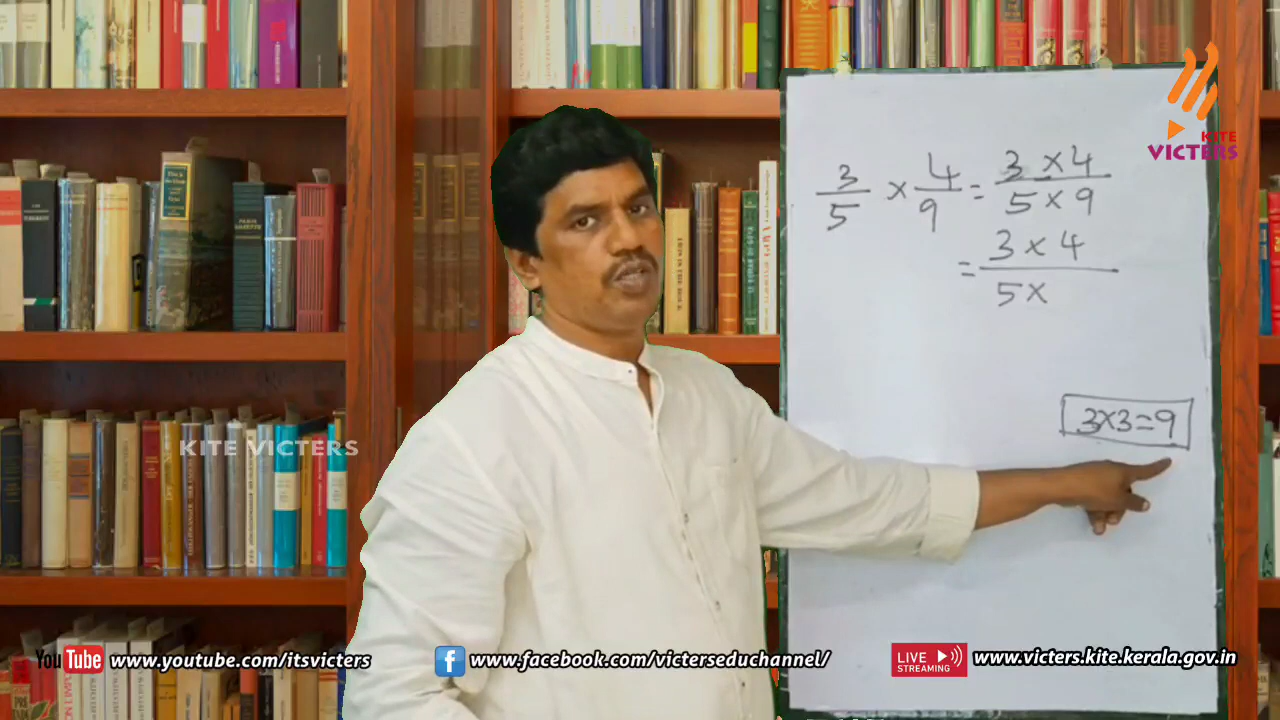 KITE
VICTERS
3/5 × 4/9 = 3 × 4 / 5 × 9
= 3 × 4 / 5 ×
3×3=9
KITE VICTERS
YouTube www.youtube.com/itsvicters
f www.facebook.com/victerseduchannel/
LIVE STREAMING www.victers.kite.kerala.gov.in